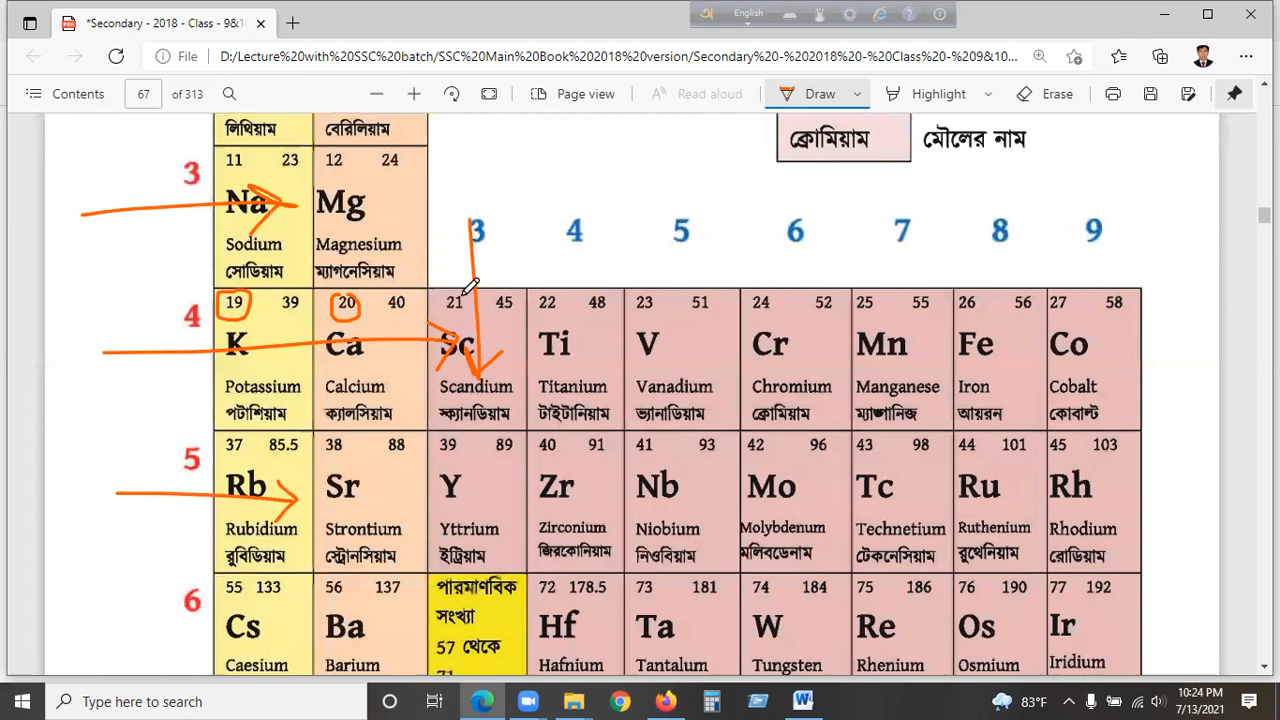 *Secondary - 2018 - Class - 9&1
English
File D:/Lecture%20with%20SSC%20batch/SSC%20Main%20Book%202018%20version/Secondary%20-%202018%20-%20Class%20-%209&10...
Contents 67 of 313 Page view Read aloud Draw Highlight Erase
লিথিয়াম বেরিলিয়াম
ক্রোমিয়াম মৌলের নাম
3 11 23 12 24
Na Mg
3 4 5 6 7 8 9
Sodium Magnesium
সোডিয়াম ম্যাগনেসিয়াম
4 19 39 20 40 21 45 22 48 23 51 24 52 25 55 26 56 27 58
K Ca Sc Ti V Cr Mn Fe Co
Potassium Calcium Scandium Titanium Vanadium Chromium Manganese Iron Cobalt
পটাশিয়াম ক্যালসিয়াম স্ক্যানডিয়াম টাইটানিয়াম ভ্যানাডিয়াম ক্রোমিয়াম ম্যাঙ্গানিজ আয়রন কোবাল্ট
5 37 85.5 38 88 39 89 40 91 41 93 42 96 43 98 44 101 45 103
Rb Sr Y Zr Nb Mo Tc Ru Rh
Rubidium Strontium Yttrium Zirconium Niobium Molybdenum Technetium Ruthenium Rhodium
রুবিডিয়াম স্ট্রোনসিয়াম ইট্রিয়াম জিরকোনিয়াম নিওবিয়াম মলিবডেনাম টেকনেসিয়াম রুথেনিয়াম রোডিয়াম
6 55 133 56 137 পারমাণবিক 72 178.5 73 181 74 184 75 186 76 190 77 192
সংখ্যা
Cs Ba 57 থেকে Hf Ta W Re Os Ir
Caesium Barium 71 Hafnium Tantalum Tungsten Rhenium Osmium Iridium
Type here to search 83°F 10:24 PM
7/13/2021